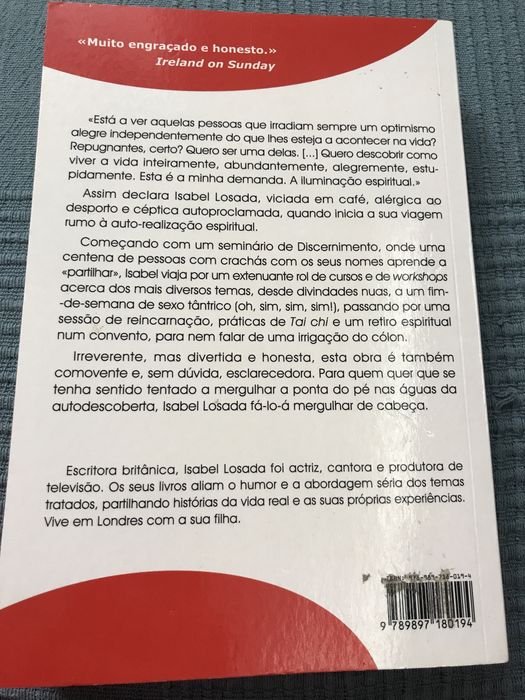 «Muito engraçado e honesto.»
Ireland on Sunday
«Está a ver aquelas pessoas que irradiam sempre um optimismo
alegre independentemente do que lhes esteja a acontecer na vida?
Repugnantes, certo? Quero ser uma delas. [...] Quero descobrir como
viver a vida inteiramente, abundantemente, alegremente, estu-
pidamente. Esta é a minha demanda. A iluminação espiritual.»
Assim declara Isabel Losada, viciada em café, alérgica ao
desporto e céptica autoproclamada, quando inicia a sua viagem
rumo à auto-realização espiritual.
Começando com um seminário de Discernimento, onde uma
centena de pessoas com crachás com os seus nomes aprende a
«partilhar», Isabel viaja por um extenuante rol de cursos e de workshops
acerca dos mais diversos temas, desde divindades nuas, a um fim-
-de-semana de sexo tântrico (oh, sim, sim, sim!), passando por uma
sessão de reincarnação, práticas de Tai chi e um retiro espiritual
num convento, para nem falar de uma irrigação do cólon.
Irreverente, mas divertida e honesta, esta obra é também
comovente e, sem dúvida, esclarecedora. Para quem quer que se
tenha sentido tentado a mergulhar a ponta do pé nas águas da
autodescoberta, Isabel Losada fá-lo-á mergulhar de cabeça.
Escritora britânica, Isabel Losada foi actriz, cantora e produtora de
televisão. Os seus livros aliam o humor e a abordagem séria dos temas
tratados, partilhando histórias da vida real e as suas próprias experiências.
Vive em Londres com a sua filha.
9 789897 180194